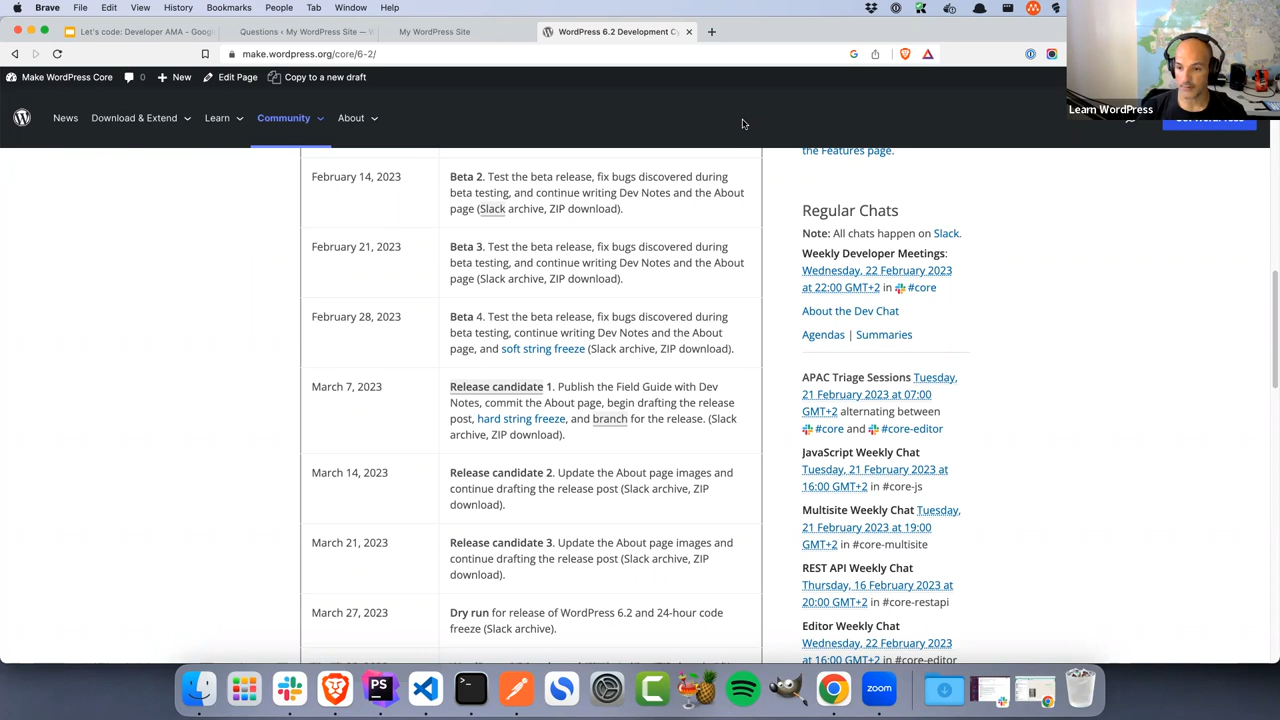 Brave File Edit View History Bookmarks People Tab Window Help
Let's code: Developer AMA - Goog
Questions ‹ My WordPress Site — W
My WordPress Site
WordPress 6.2 Development Cy
make.wordpress.org/core/6-2/
Make WordPress Core 0 New Edit Page Copy to a new draft
News Download & Extend Learn Community About
Learn WordPress
the Features page.
February 14, 2023
Beta 2. Test the beta release, fix bugs discovered during
beta testing, and continue writing Dev Notes and the About
page (Slack archive, ZIP download).
February 21, 2023
Beta 3. Test the beta release, fix bugs discovered during
beta testing, and continue writing Dev Notes and the About
page (Slack archive, ZIP download).
February 28, 2023
Beta 4. Test the beta release, fix bugs discovered during
beta testing, continue writing Dev Notes and the About
page, and soft string freeze (Slack archive, ZIP download).
March 7, 2023
Release candidate 1. Publish the Field Guide with Dev
Notes, commit the About page, begin drafting the release
post, hard string freeze, and branch for the release. (Slack
archive, ZIP download).
March 14, 2023
Release candidate 2. Update the About page images and
continue drafting the release post (Slack archive, ZIP
download).
March 21, 2023
Release candidate 3. Update the About page images and
continue drafting the release post (Slack archive, ZIP
download).
March 27, 2023
Dry run for release of WordPress 6.2 and 24-hour code
freeze (Slack archive).
Regular Chats
Note: All chats happen on Slack.
Weekly Developer Meetings:
Wednesday, 22 February 2023
at 22:00 GMT+2 in #core
About the Dev Chat
Agendas | Summaries
APAC Triage Sessions Tuesday,
21 February 2023 at 07:00
GMT+2 alternating between
#core and #core-editor
JavaScript Weekly Chat
Tuesday, 21 February 2023 at
16:00 GMT+2 in #core-js
Multisite Weekly Chat Tuesday,
21 February 2023 at 19:00
GMT+2 in #core-multisite
REST API Weekly Chat
Thursday, 16 February 2023 at
20:00 GMT+2 in #core-restapi
Editor Weekly Chat
Wednesday, 22 February 2023
at 16:00 GMT+2 in #core-editor
PS
zoom